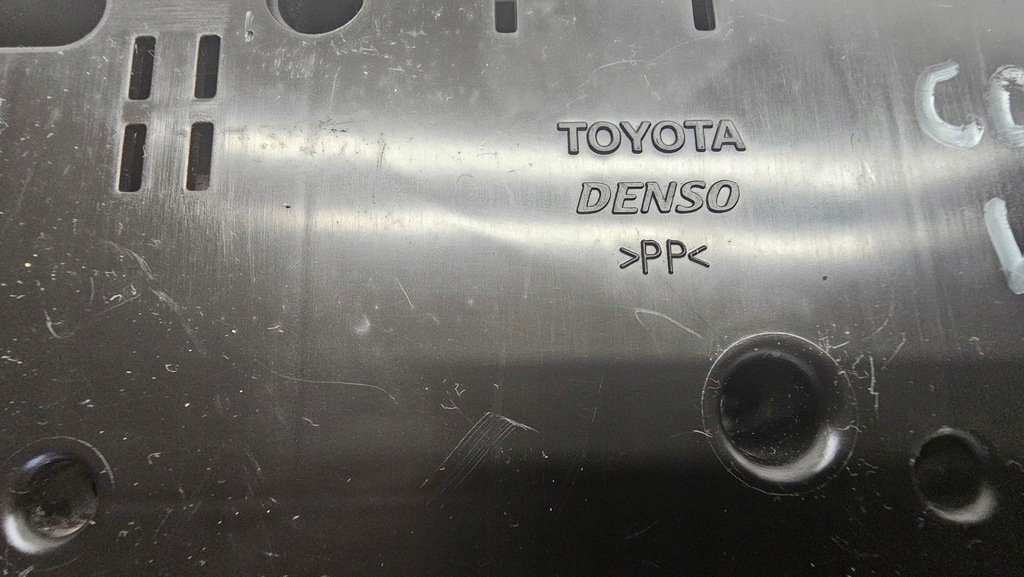 TOYOTA
DENSO
>PP<